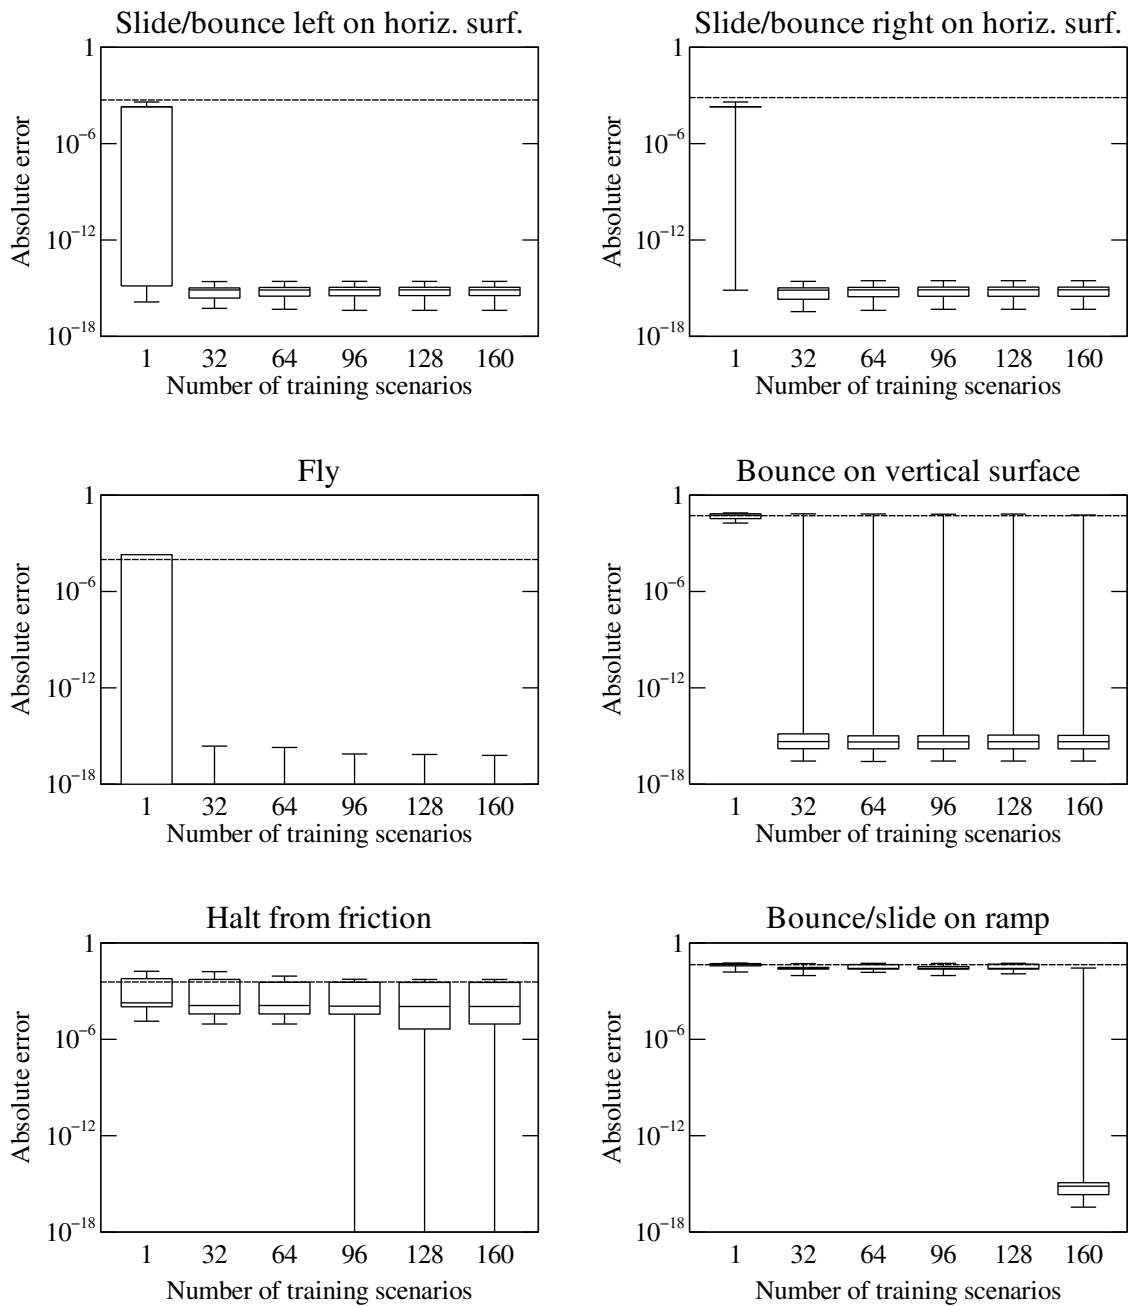 Slide/bounce left on horiz. surf.
1
10−6
10−12
10−18
Absolute error
1 32 64 96 128 160
Number of training scenarios
Slide/bounce right on horiz. surf.
1
10−6
10−12
10−18
Absolute error
1 32 64 96 128 160
Number of training scenarios
Fly
1
10−6
10−12
10−18
Absolute error
1 32 64 96 128 160
Number of training scenarios
Bounce on vertical surface
1
10−6
10−12
10−18
Absolute error
1 32 64 96 128 160
Number of training scenarios
Halt from friction
1
10−6
10−12
10−18
Absolute error
1 32 64 96 128 160
Number of training scenarios
Bounce/slide on ramp
1
10−6
10−12
10−18
Absolute error
1 32 64 96 128 160
Number of training scenarios